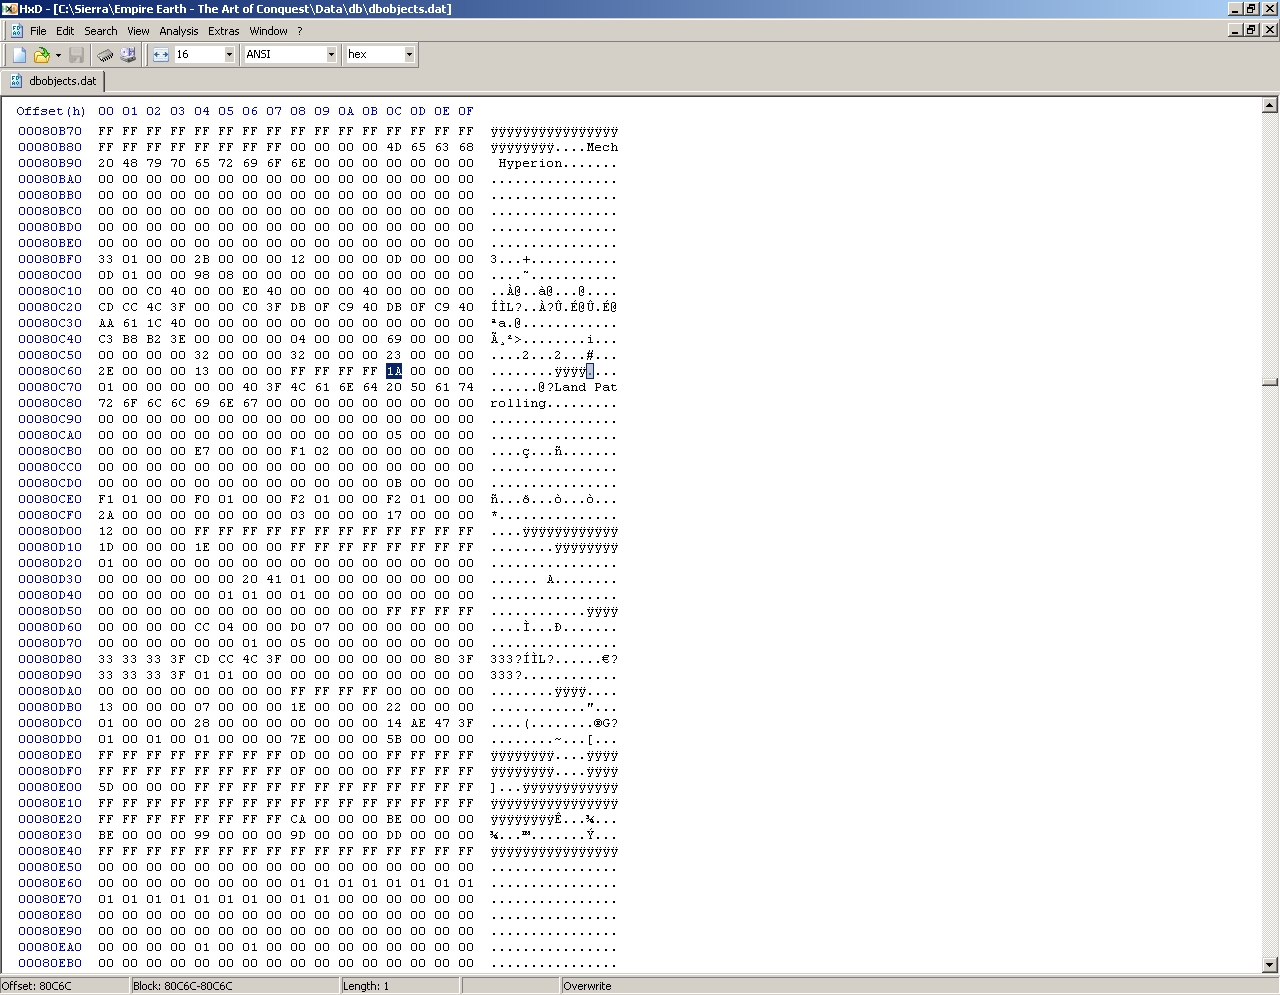 HxD - [C:\Sierra\Empire Earth - The Art of Conquest\Data\db\dbobjects.dat]
File Edit Search View Analysis Extras Window ?
16 ANSI hex
dbobjects.dat
Offset(h) 00 01 02 03 04 05 06 07 08 09 0A 0B 0C 0D 0E 0F
00080B70 FF FF FF FF FF FF FF FF FF FF FF FF FF FF FF FF ÿÿÿÿÿÿÿÿÿÿÿÿÿÿÿÿ
00080B80 FF FF FF FF FF FF FF FF 00 00 00 00 4D 65 63 68 ÿÿÿÿÿÿÿÿ....Mech
00080B90 20 48 79 70 65 72 69 6F 6E 00 00 00 00 00 00 00  Hyperion.......
00080BA0 00 00 00 00 00 00 00 00 00 00 00 00 00 00 00 00 ................
00080BB0 00 00 00 00 00 00 00 00 00 00 00 00 00 00 00 00 ................
00080BC0 00 00 00 00 00 00 00 00 00 00 00 00 00 00 00 00 ................
00080BD0 00 00 00 00 00 00 00 00 00 00 00 00 00 00 00 00 ................
00080BE0 00 00 00 00 00 00 00 00 00 00 00 00 00 00 00 00 ................
00080BF0 33 01 00 00 2B 00 00 00 12 00 00 00 0D 00 00 00 3...+...........
00080C00 0D 01 00 00 98 08 00 00 00 00 00 00 00 00 00 00 ....˜...........
00080C10 00 00 C0 40 00 00 E0 40 00 00 00 40 00 00 00 00 ..À@..à@...@....
00080C20 CD CC 4C 3F 00 00 C0 3F DB 0F C9 40 DB 0F C9 40 ÍÌL?..À?Û.É@Û.É@
00080C30 AA 61 1C 40 00 00 00 00 00 00 00 00 00 00 00 00 ªa.@............
00080C40 C3 B8 B2 3E 00 00 00 00 04 00 00 00 69 00 00 00 Ã¸²>........i...
00080C50 00 00 00 00 32 00 00 00 32 00 00 00 23 00 00 00 ....2...2...#...
00080C60 2E 00 00 00 13 00 00 00 FF FF FF FF 1A 00 00 00 ........ÿÿÿÿ....
00080C70 01 00 00 00 00 00 40 3F 4C 61 6E 64 20 50 61 74 ......@?Land Pat
00080C80 72 6F 6C 6C 69 6E 67 00 00 00 00 00 00 00 00 00 rolling.........
00080C90 00 00 00 00 00 00 00 00 00 00 00 00 00 00 00 00 ................
00080CA0 00 00 00 00 00 00 00 00 00 00 00 00 05 00 00 00 ................
00080CB0 00 00 00 00 E7 00 00 00 F1 02 00 00 00 00 00 00 ....ç...ñ.......
00080CC0 00 00 00 00 00 00 00 00 00 00 00 00 00 00 00 00 ................
00080CD0 00 00 00 00 00 00 00 00 00 00 00 00 0B 00 00 00 ................
00080CE0 F1 01 00 00 F0 01 00 00 F2 01 00 00 F2 01 00 00 ñ...ð...ò...ò...
00080CF0 2A 00 00 00 00 00 00 00 03 00 00 00 17 00 00 00 *...............
00080D00 12 00 00 00 FF FF FF FF FF FF FF FF FF FF FF FF ....ÿÿÿÿÿÿÿÿÿÿÿÿ
00080D10 1D 00 00 00 1E 00 00 00 FF FF FF FF FF FF FF FF ........ÿÿÿÿÿÿÿÿ
00080D20 01 00 00 00 00 00 00 00 00 00 00 00 00 00 00 00 ................
00080D30 00 00 00 00 00 00 20 41 01 00 00 00 00 00 00 00 ...... A........
00080D40 00 00 00 00 00 01 01 00 01 00 00 00 00 00 00 00 ................
00080D50 00 00 00 00 00 00 00 00 00 00 00 00 FF FF FF FF ............ÿÿÿÿ
00080D60 00 00 00 00 CC 04 00 00 D0 07 00 00 00 00 00 00 ....Ì...Ð.......
00080D70 00 00 00 00 00 00 01 00 05 00 00 00 00 00 00 00 ................
00080D80 33 33 33 3F CD CC 4C 3F 00 00 00 00 00 00 80 3F 333?ÍÌL?......€?
00080D90 33 33 33 3F 01 01 00 00 00 00 00 00 00 00 00 00 333?............
00080DA0 00 00 00 00 00 00 00 00 FF FF FF FF 00 00 00 00 ........ÿÿÿÿ....
00080DB0 13 00 00 00 07 00 00 00 1E 00 00 00 22 00 00 00 ............"...
00080DC0 01 00 00 00 28 00 00 00 00 00 00 00 14 AE 47 3F ....(........®G?
00080DD0 01 00 01 00 01 00 00 00 7E 00 00 00 5B 00 00 00 ........~...[...
00080DE0 FF FF FF FF FF FF FF FF 0D 00 00 00 FF FF FF FF ÿÿÿÿÿÿÿÿ....ÿÿÿÿ
00080DF0 FF FF FF FF FF FF FF FF 0F 00 00 00 FF FF FF FF ÿÿÿÿÿÿÿÿ....ÿÿÿÿ
00080E00 5D 00 00 00 FF FF FF FF FF FF FF FF FF FF FF FF ]...ÿÿÿÿÿÿÿÿÿÿÿÿ
00080E10 FF FF FF FF FF FF FF FF FF FF FF FF FF FF FF FF ÿÿÿÿÿÿÿÿÿÿÿÿÿÿÿÿ
00080E20 FF FF FF FF FF FF FF FF CA 00 00 00 BE 00 00 00 ÿÿÿÿÿÿÿÿÊ...¾...
00080E30 BE 00 00 00 99 00 00 00 9D 00 00 00 DD 00 00 00 ¾...™.......Ý...
00080E40 FF FF FF FF FF FF FF FF FF FF FF FF FF FF FF FF ÿÿÿÿÿÿÿÿÿÿÿÿÿÿÿÿ
00080E50 00 00 00 00 00 00 00 00 00 00 00 00 00 00 00 00 ................
00080E60 00 00 00 00 00 00 00 00 01 01 01 01 01 01 01 01 ................
00080E70 01 01 01 01 01 01 01 00 01 01 00 00 00 00 00 00 ................
00080E80 00 00 00 00 00 00 00 00 00 00 00 00 00 00 00 00 ................
00080E90 00 00 00 00 00 00 00 00 00 00 00 00 00 00 00 00 ................
00080EA0 00 00 00 00 01 00 01 00 00 00 00 00 00 00 00 00 ................
00080EB0 00 00 00 00 00 00 00 00 00 00 00 00 00 00 00 00 ................
Offset: 80C6C Block: 80C6C-80C6C Length: 1 Overwrite